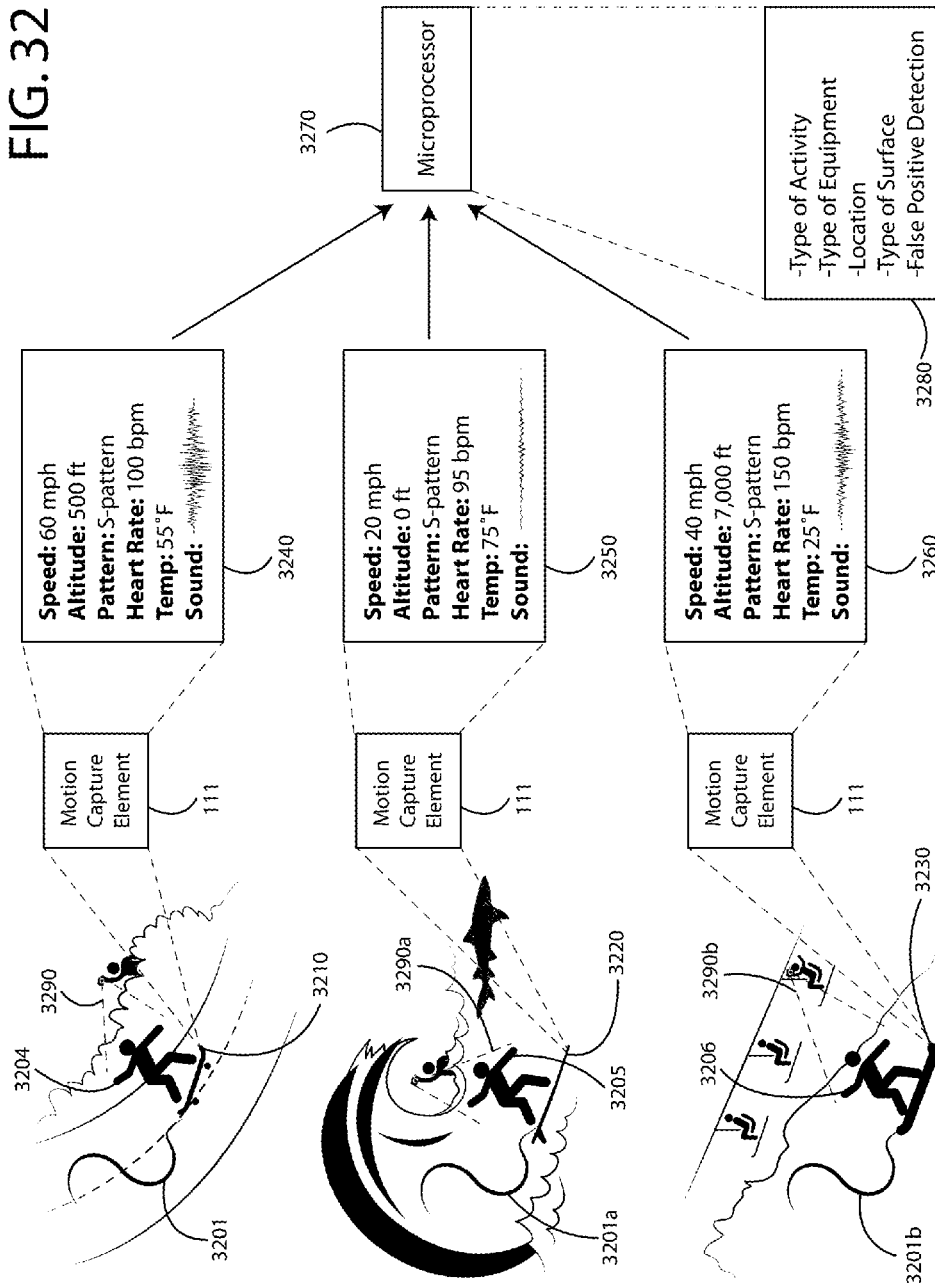 FIG. 32
3290
3204
3210
3201
Motion
Capture
Element
111
Speed: 60 mph
Altitude: 500 ft
Pattern: S-pattern
Heart Rate: 100 bpm
Temp: 55°F
Sound:
3240
3290a
3220
3205
3201a
Motion
Capture
Element
111
Speed: 20 mph
Altitude: 0 ft
Pattern: S-pattern
Heart Rate: 95 bpm
Temp: 75°F
Sound:
3250
3290b
3206
3230
3201b
Motion
Capture
Element
111
Speed: 40 mph
Altitude: 7,000 ft
Pattern: S-pattern
Heart Rate: 150 bpm
Temp: 25°F
Sound:
3260
3270
Microprocessor
-Type of Activity
-Type of Equipment
-Location
-Type of Surface
-False Positive Detection
3280